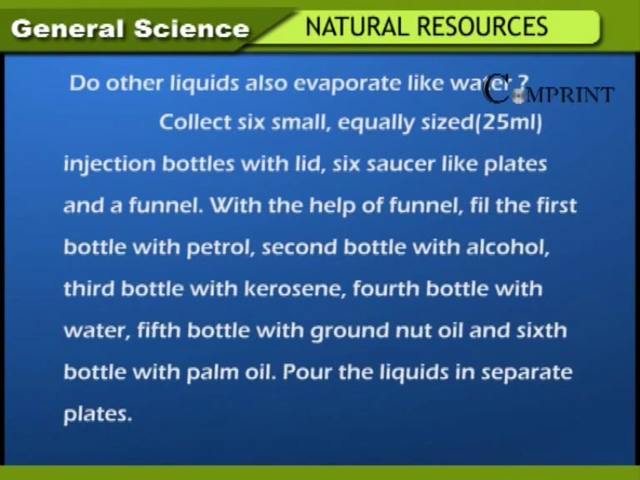 General Science
NATURAL RESOURCES
Do other liquids also evaporate like water ?
COMPRINT
Collect six small, equally sized(25ml)
injection bottles with lid, six saucer like plates
and a funnel. With the help of funnel, fil the first
bottle with petrol, second bottle with alcohol,
third bottle with kerosene, fourth bottle with
water, fifth bottle with ground nut oil and sixth
bottle with palm oil. Pour the liquids in separate
plates.